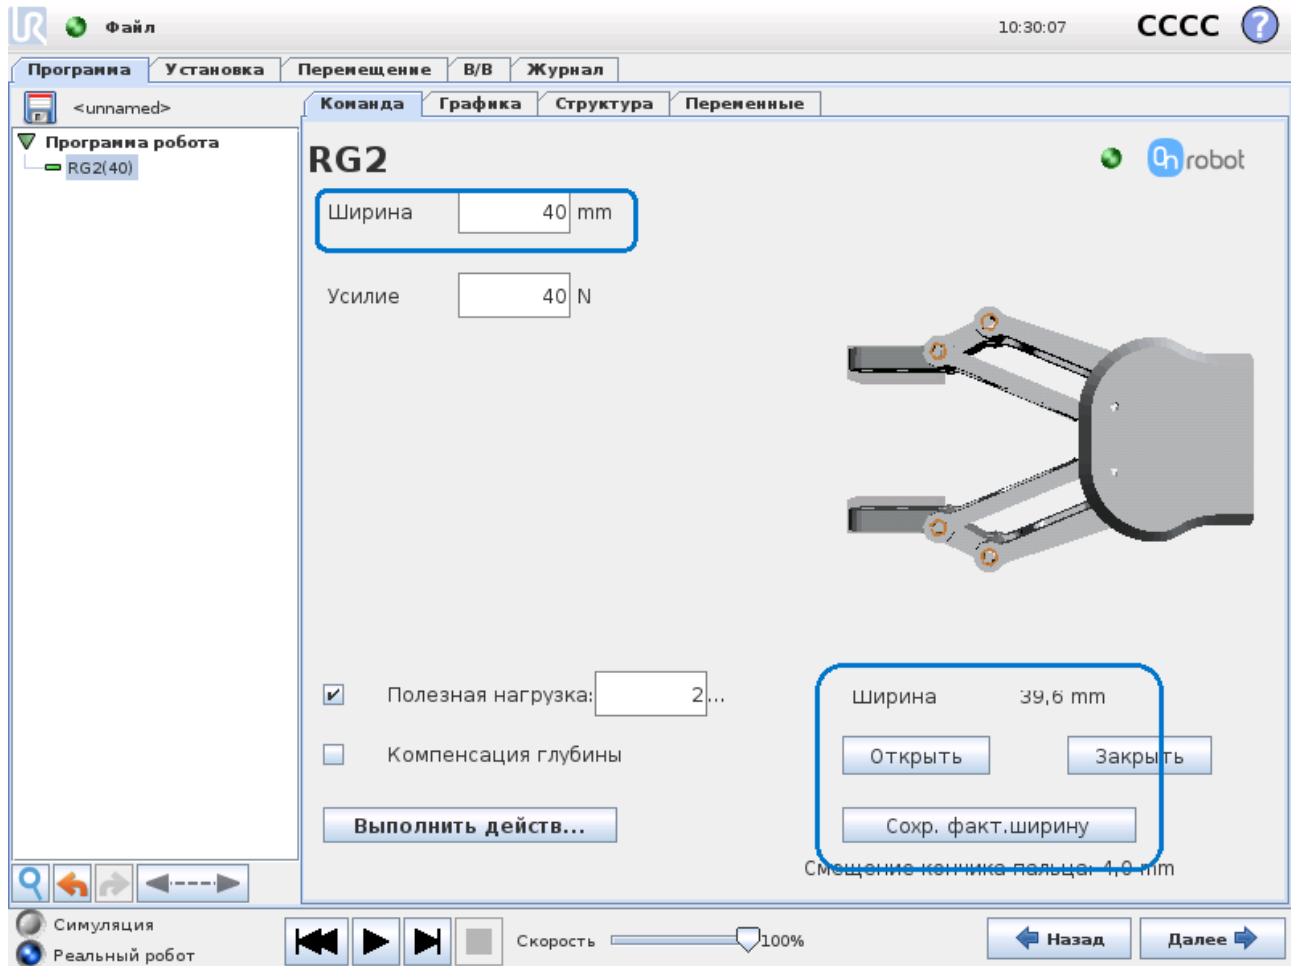 UR Файл 10:30:07 CCCC ?
Программа Установка Перемещение В/В Журнал
<unnamed> Команда Графика Структура Переменные
Программа робота
RG2(40)
RG2
On robot
Ширина 40 mm
Усилие 40 N
Полезная нагрузка: 2...
Ширина 39,6 mm
Компенсация глубины
Открыть Закрыть
Выполнить действ...
Сохр. факт.ширину
Смещение кончика пальца: 4,0 mm
Симуляция
Реальный робот
Скорость 100%
Назад Далее